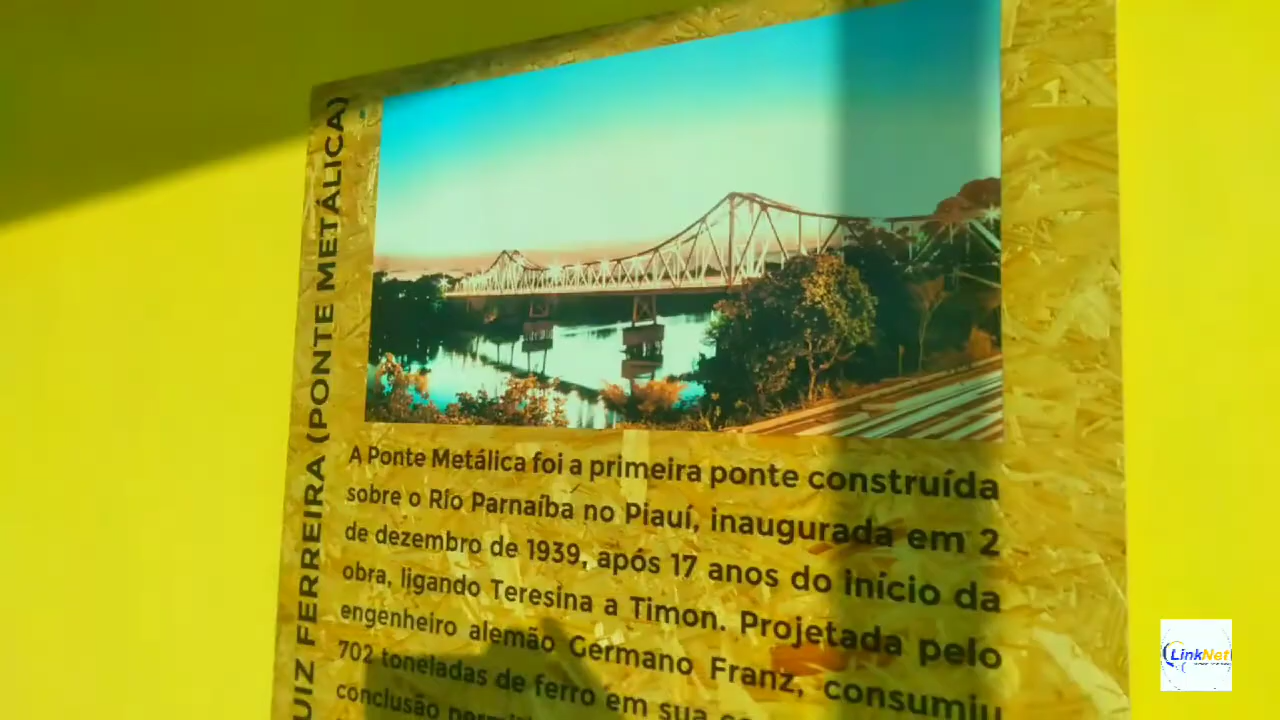 UIZ FERREIRA (PONTE METÁLICA)
A Ponte Metálica foi a primeira ponte construída
sobre o Rio Parnaíba no Piauí, inaugurada em 2
de dezembro de 1939, após 17 anos do início da
obra, ligando Teresina a Timon. Projetada pelo
engenheiro alemão Germano Franz, consumiu
702 toneladas de ferro em sua
conclusão
LinkNet